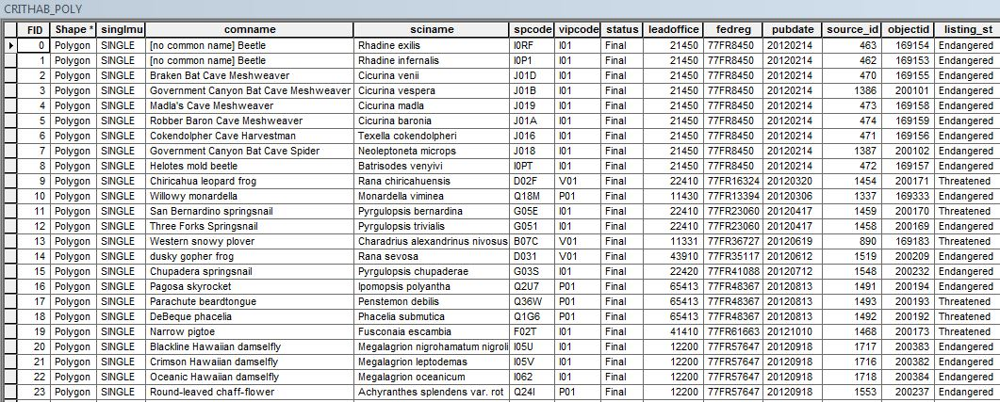 CRITHAB_POLY
FID Shape * singlmu comname sciname spcode vipcode status leadoffice fedreg pubdate source_id objectid listing_st
0 Polygon SINGLE [no common name] Beetle Rhadine exilis I0RF I01 Final 21450 77FR8450 20120214 463 169154 Endangered
1 Polygon SINGLE [no common name] Beetle Rhadine infernalis I0P1 I01 Final 21450 77FR8450 20120214 462 169153 Endangered
2 Polygon SINGLE Braken Bat Cave Meshweaver Cicurina venii J01D I01 Final 21450 77FR8450 20120214 470 169155 Endangered
3 Polygon SINGLE Government Canyon Bat Cave Meshweaver Cicurina vespera J01B I01 Final 21450 77FR8450 20120214 1386 200101 Endangered
4 Polygon SINGLE Madla's Cave Meshweaver Cicurina madla J019 I01 Final 21450 77FR8450 20120214 473 169158 Endangered
5 Polygon SINGLE Robber Baron Cave Meshweaver Cicurina baronia J01A I01 Final 21450 77FR8450 20120214 474 169159 Endangered
6 Polygon SINGLE Cokendolpher Cave Harvestman Texella cokendolpheri J016 I01 Final 21450 77FR8450 20120214 471 169156 Endangered
7 Polygon SINGLE Government Canyon Bat Cave Spider Neoleptoneta microps J018 I01 Final 21450 77FR8450 20120214 1387 200102 Endangered
8 Polygon SINGLE Helotes mold beetle Batrisodes venyivi I0PT I01 Final 21450 77FR8450 20120214 472 169157 Endangered
9 Polygon SINGLE Chiricahua leopard frog Rana chiricahuensis D02F V01 Final 22410 77FR16324 20120320 1454 200171 Threatened
10 Polygon SINGLE Willowy monardella Monardella viminea Q18M P01 Final 11430 77FR13394 20120306 1337 169333 Endangered
11 Polygon SINGLE San Bernardino springsnail Pyrgulopsis bernardina G05E I01 Final 22410 77FR23060 20120417 1459 200170 Threatened
12 Polygon SINGLE Three Forks Springsnail Pyrgulopsis trivialis G051 I01 Final 22410 77FR23060 20120417 1458 200169 Endangered
13 Polygon SINGLE Western snowy plover Charadrius alexandrinus nivosus B07C V01 Final 11331 77FR36727 20120619 890 169183 Threatened
14 Polygon SINGLE dusky gopher frog Rana sevosa D031 V01 Final 43910 77FR35117 20120612 1519 200209 Endangered
15 Polygon SINGLE Chupadera springsnail Pyrgulopsis chupaderae G03S I01 Final 22420 77FR41088 20120712 1548 200232 Endangered
16 Polygon SINGLE Pagosa skyrocket Ipomopsis polyantha Q2U7 P01 Final 65413 77FR48367 20120813 1491 200194 Endangered
17 Polygon SINGLE Parachute beardtongue Penstemon debilis Q36W P01 Final 65413 77FR48367 20120813 1493 200193 Threatened
18 Polygon SINGLE DeBeque phacelia Phacelia submutica Q1G6 P01 Final 65413 77FR48367 20120813 1492 200192 Threatened
19 Polygon SINGLE Narrow pigtoe Fusconaia escambia F02T I01 Final 41410 77FR61663 20121010 1468 200173 Threatened
20 Polygon SINGLE Blackline Hawaiian damselfly Megalagrion nigrohamatum nigroli I05U I01 Final 12200 77FR57647 20120918 1717 200383 Endangered
21 Polygon SINGLE Crimson Hawaiian damselfly Megalagrion leptodemas I05V I01 Final 12200 77FR57647 20120918 1716 200382 Endangered
22 Polygon SINGLE Oceanic Hawaiian damselfly Megalagrion oceanicum I062 I01 Final 12200 77FR57647 20120918 1718 200384 Endangered
23 Polygon SINGLE Round-leaved chaff-flower Achyranthes splendens var. rot Q24I P01 Final 12200 77FR57647 20120918 1553 200237 Endangered